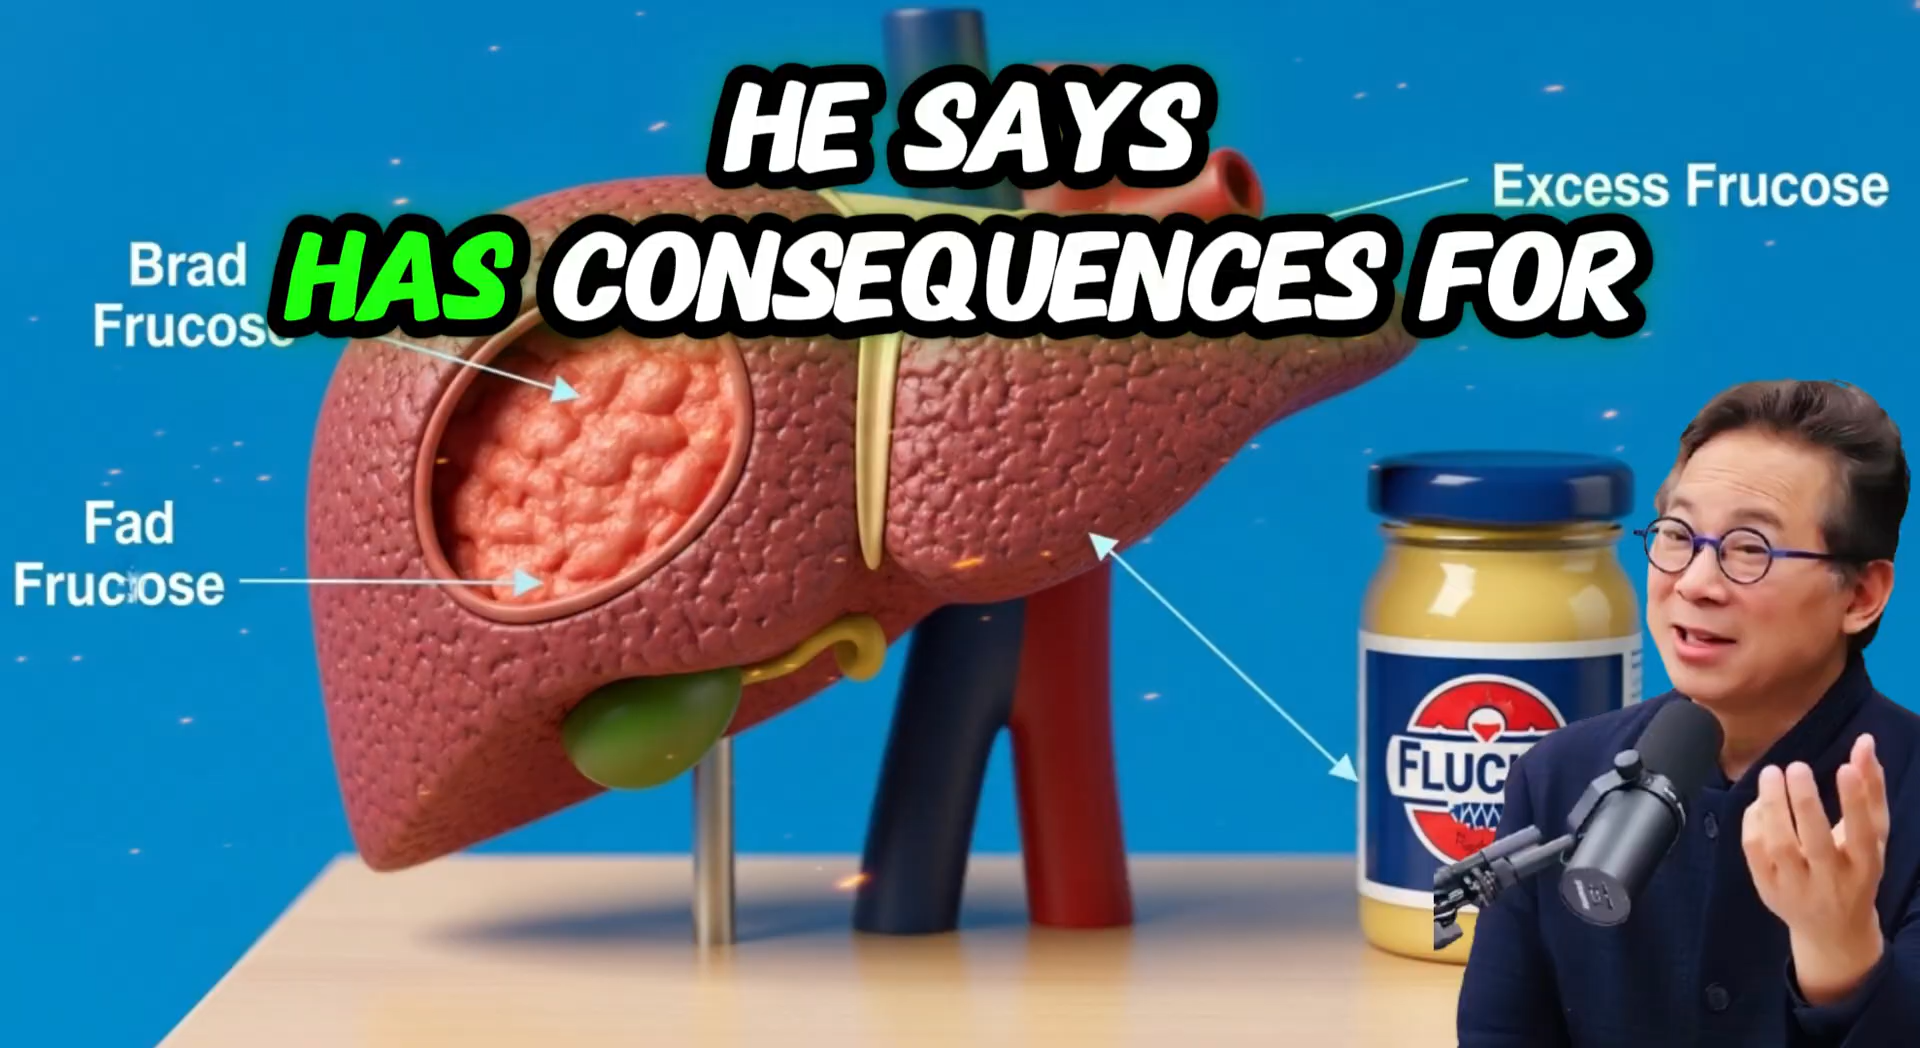 HE SAYS
HAS CONSEQUENCES FOR
Excess Frucose
Brad
Frucose
Fad
Frucose
FLUC